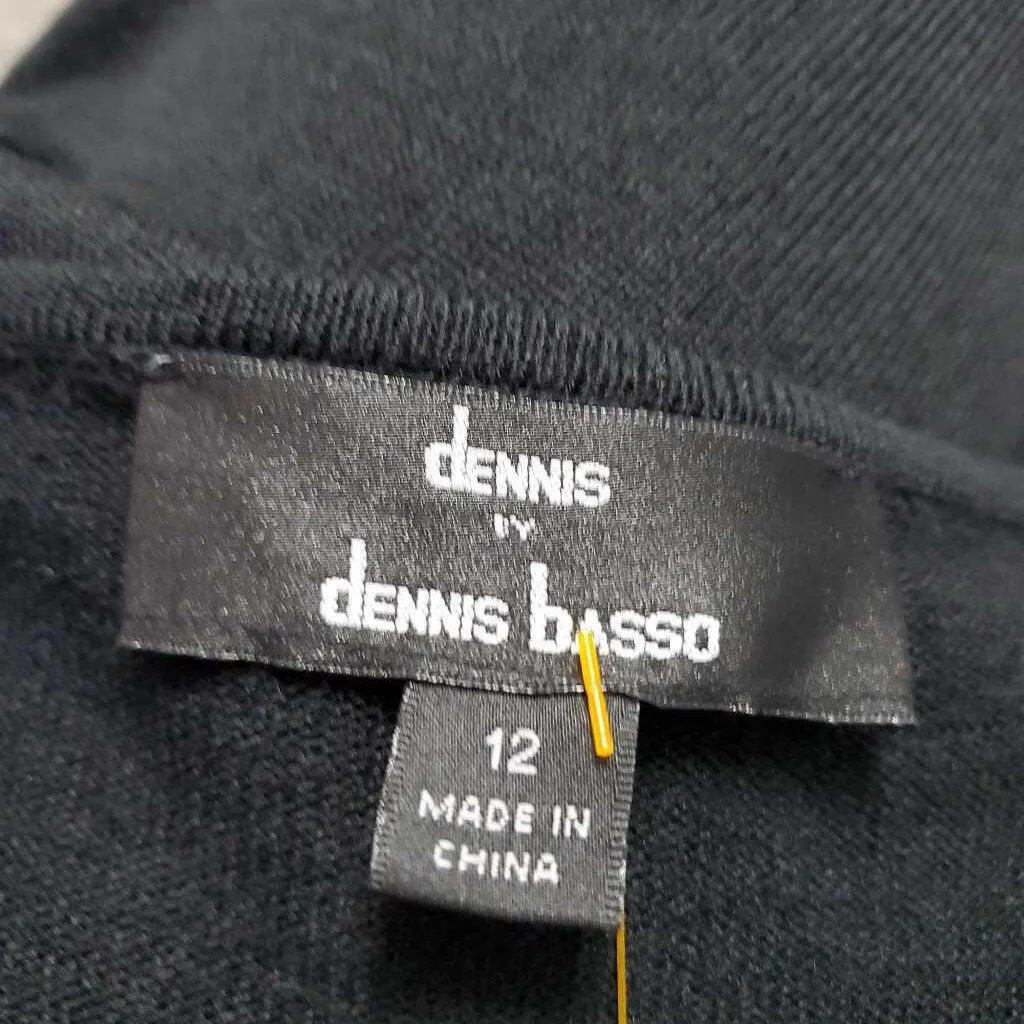 dENNIS
BY
dENNIS bASSO
12
MADE IN
CHINA